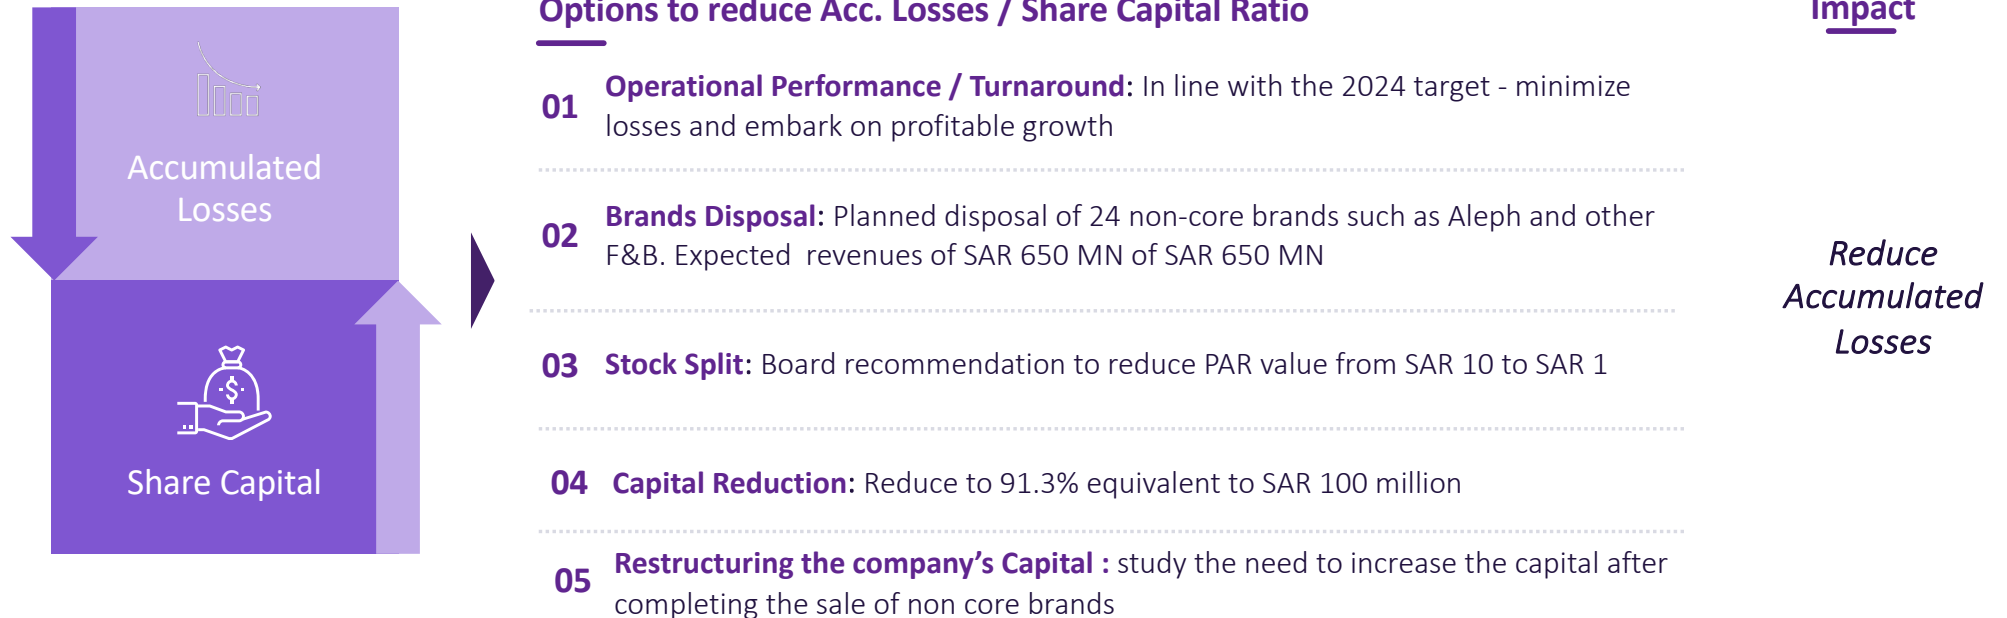 Options to reduce Acc. Losses / Share Capital Ratio
Impact
Accumulated
Losses
Share Capital
01
Operational Performance / Turnaround: In line with the 2024 target - minimize
losses and embark on profitable growth
02
Brands Disposal: Planned disposal of 24 non-core brands such as Aleph and other
F&B. Expected  revenues of SAR 650 MN of SAR 650 MN
03
Stock Split: Board recommendation to reduce PAR value from SAR 10 to SAR 1
04
Capital Reduction: Reduce to 91.3% equivalent to SAR 100 million
05
Restructuring the company’s Capital : study the need to increase the capital after
completing the sale of non core brands
Reduce
Accumulated
Losses